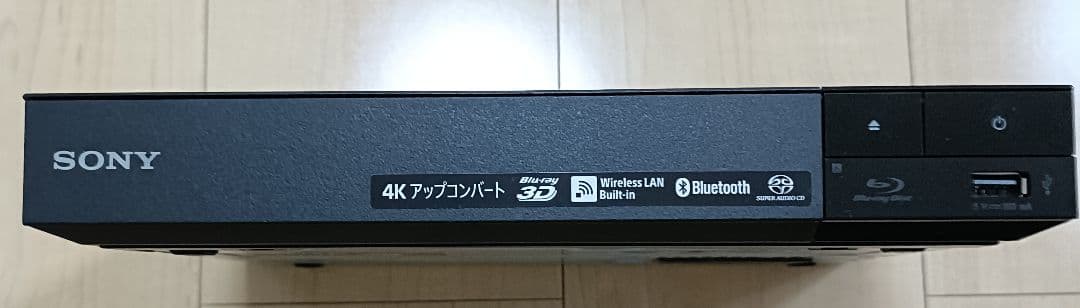 SONY
4K アップコンバート
Blu-ray
3D
Wireless LAN
Built-in
Bluetooth
SUPER AUDIO CD
Blu-ray Disc